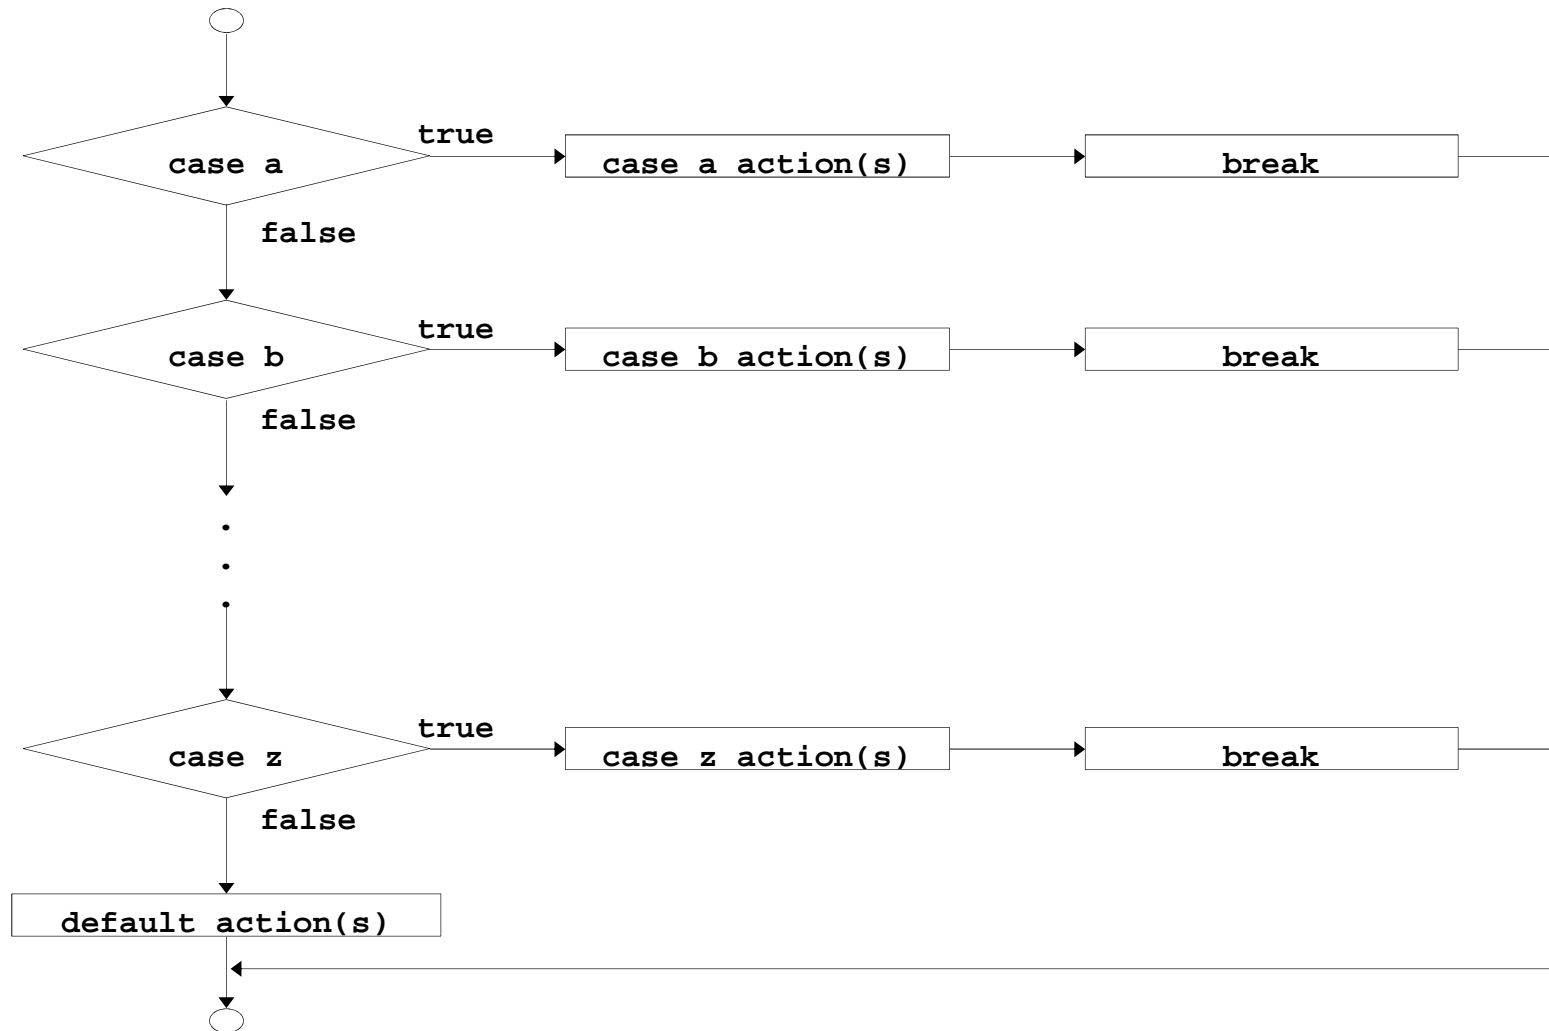 true
case a
case a action(s)
break
false
true
case b
case b action(s)
break
false
.
.
.
true
case z
case z action(s)
break
false
default action(s)